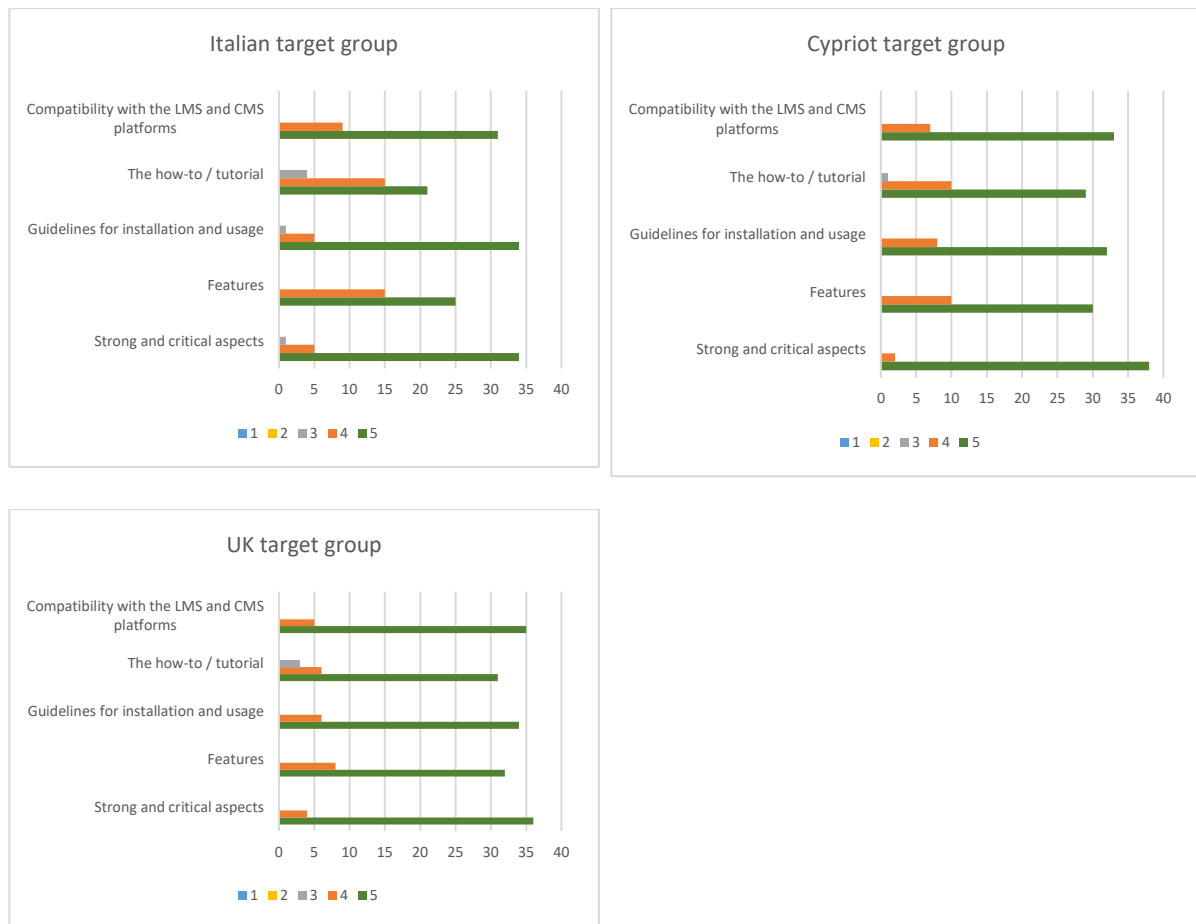 Italian target group
Compatibility with the LMS and CMS
platforms
The how-to / tutorial
Guidelines for installation and usage
Features
Strong and critical aspects
0 5 10 15 20 25 30 35 40
1 2 3 4 5
Cypriot target group
Compatibility with the LMS and CMS
platforms
The how-to / tutorial
Guidelines for installation and usage
Features
Strong and critical aspects
0 5 10 15 20 25 30 35 40
1 2 3 4 5
UK target group
Compatibility with the LMS and CMS
platforms
The how-to / tutorial
Guidelines for installation and usage
Features
Strong and critical aspects
0 5 10 15 20 25 30 35 40
1 2 3 4 5